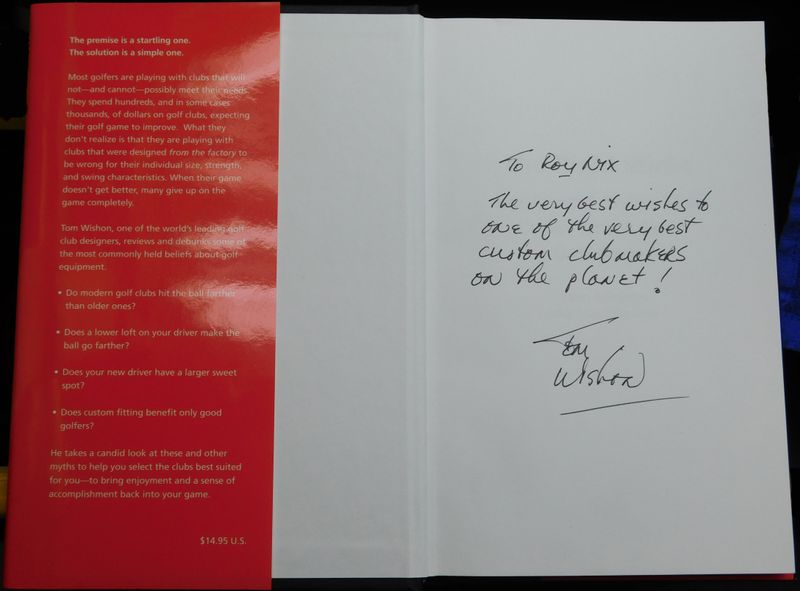 The premise is a startling one.
The solution is a simple one.
Most golfers are playing with clubs that will
not—and cannot—possibly meet their needs.
They spend hundreds, and in some cases
thousands, of dollars on golf clubs, expecting
their golf game to improve. What they
don't realize is that they are playing with
clubs that were designed from the factory to
be wrong for their individual size, strength,
and swing characteristics. When their game
doesn't get better, many give up on the
game completely.
Tom Wishon, one of the world's leading golf
club designers, reviews and debunks some of
the most commonly held beliefs about golf
equipment.
• Do modern golf clubs hit the ball farther
than older ones?
• Does a lower loft on your driver make the
ball go farther?
• Does your new driver have a larger sweet
spot?
• Does custom fitting benefit only good
golfers?
He takes a candid look at these and other
myths to help you select the clubs best suited
for you—to bring enjoyment and a sense of
accomplishment back into your game.
$14.95 U.S.
To Roy Nix
The very best wishes to
one of the very best
custom clubmakers
on the planet!
Tom
Wishon